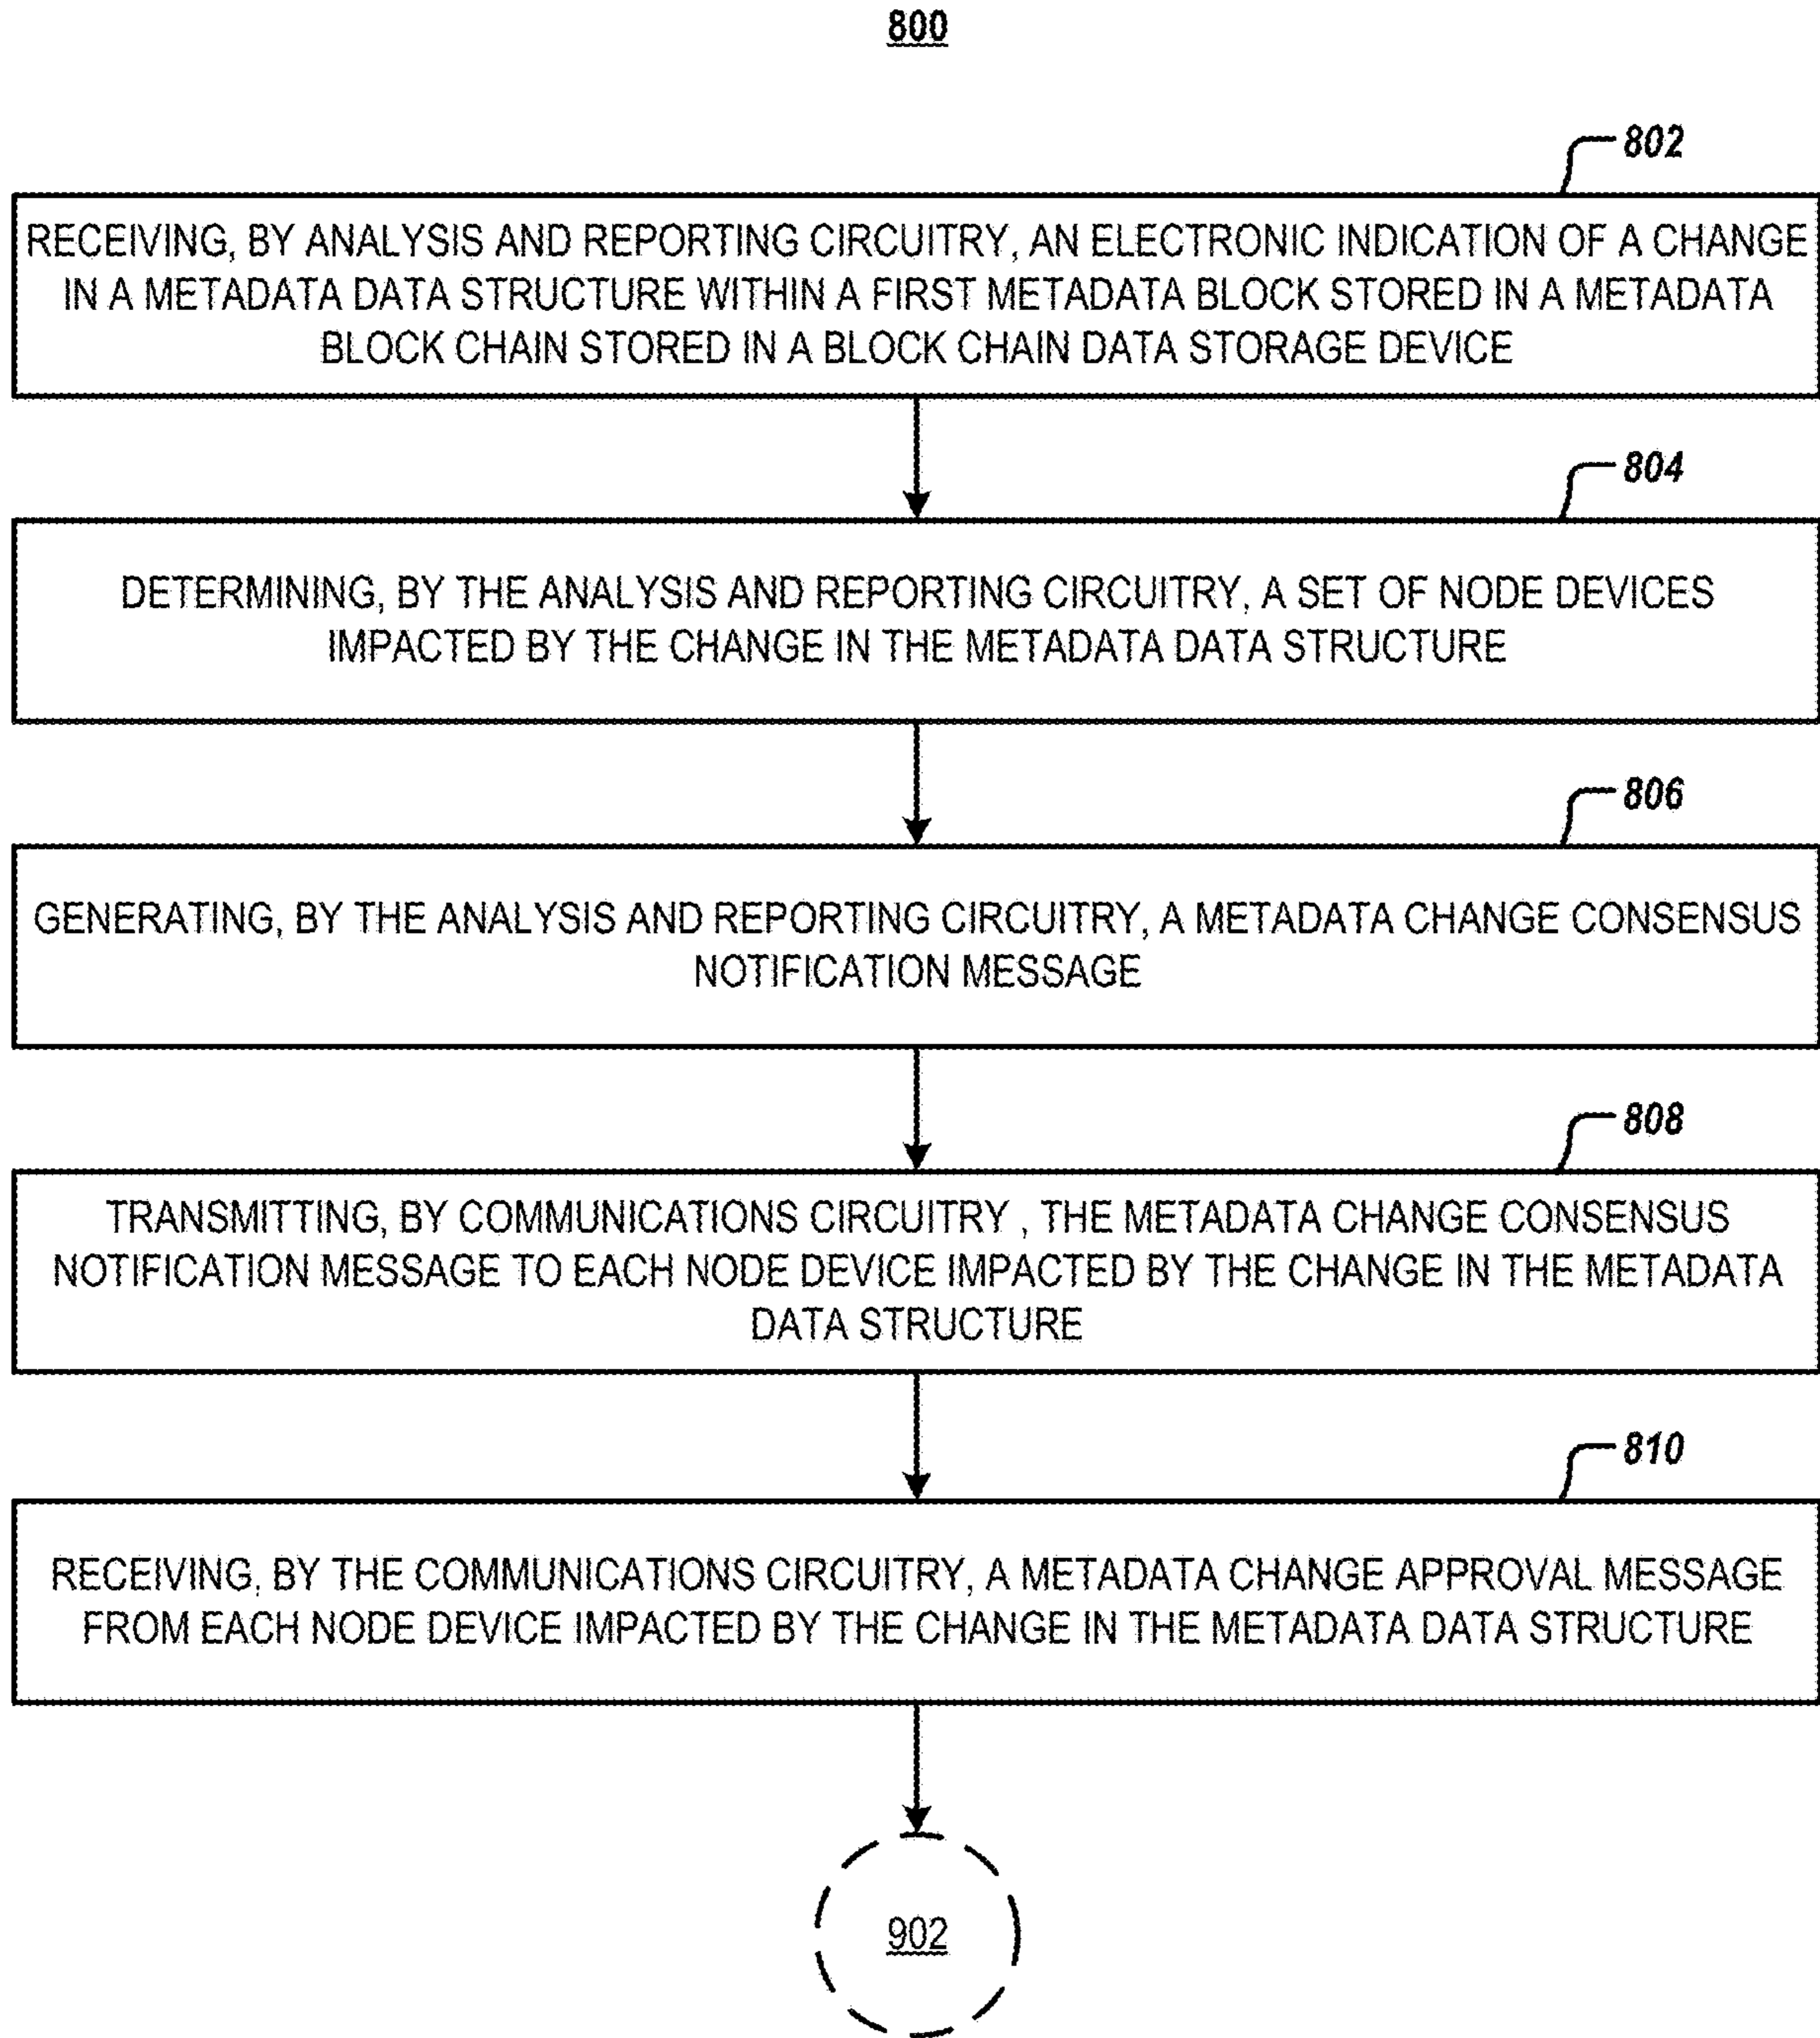 800
802
RECEIVING, BY ANALYSIS AND REPORTING CIRCUITRY, AN ELECTRONIC INDICATION OF A CHANGE
IN A METADATA DATA STRUCTURE WITHIN A FIRST METADATA BLOCK STORED IN A METADATA
BLOCK CHAIN STORED IN A BLOCK CHAIN DATA STORAGE DEVICE
804
DETERMINING, BY THE ANALYSIS AND REPORTING CIRCUITRY, A SET OF NODE DEVICES
IMPACTED BY THE CHANGE IN THE METADATA DATA STRUCTURE
806
GENERATING, BY THE ANALYSIS AND REPORTING CIRCUITRY, A METADATA CHANGE CONSENSUS
NOTIFICATION MESSAGE
808
TRANSMITTING, BY COMMUNICATIONS CIRCUITRY , THE METADATA CHANGE CONSENSUS
NOTIFICATION MESSAGE TO EACH NODE DEVICE IMPACTED BY THE CHANGE IN THE METADATA
DATA STRUCTURE
810
RECEIVING, BY THE COMMUNICATIONS CIRCUITRY, A METADATA CHANGE APPROVAL MESSAGE
FROM EACH NODE DEVICE IMPACTED BY THE CHANGE IN THE METADATA DATA STRUCTURE
902